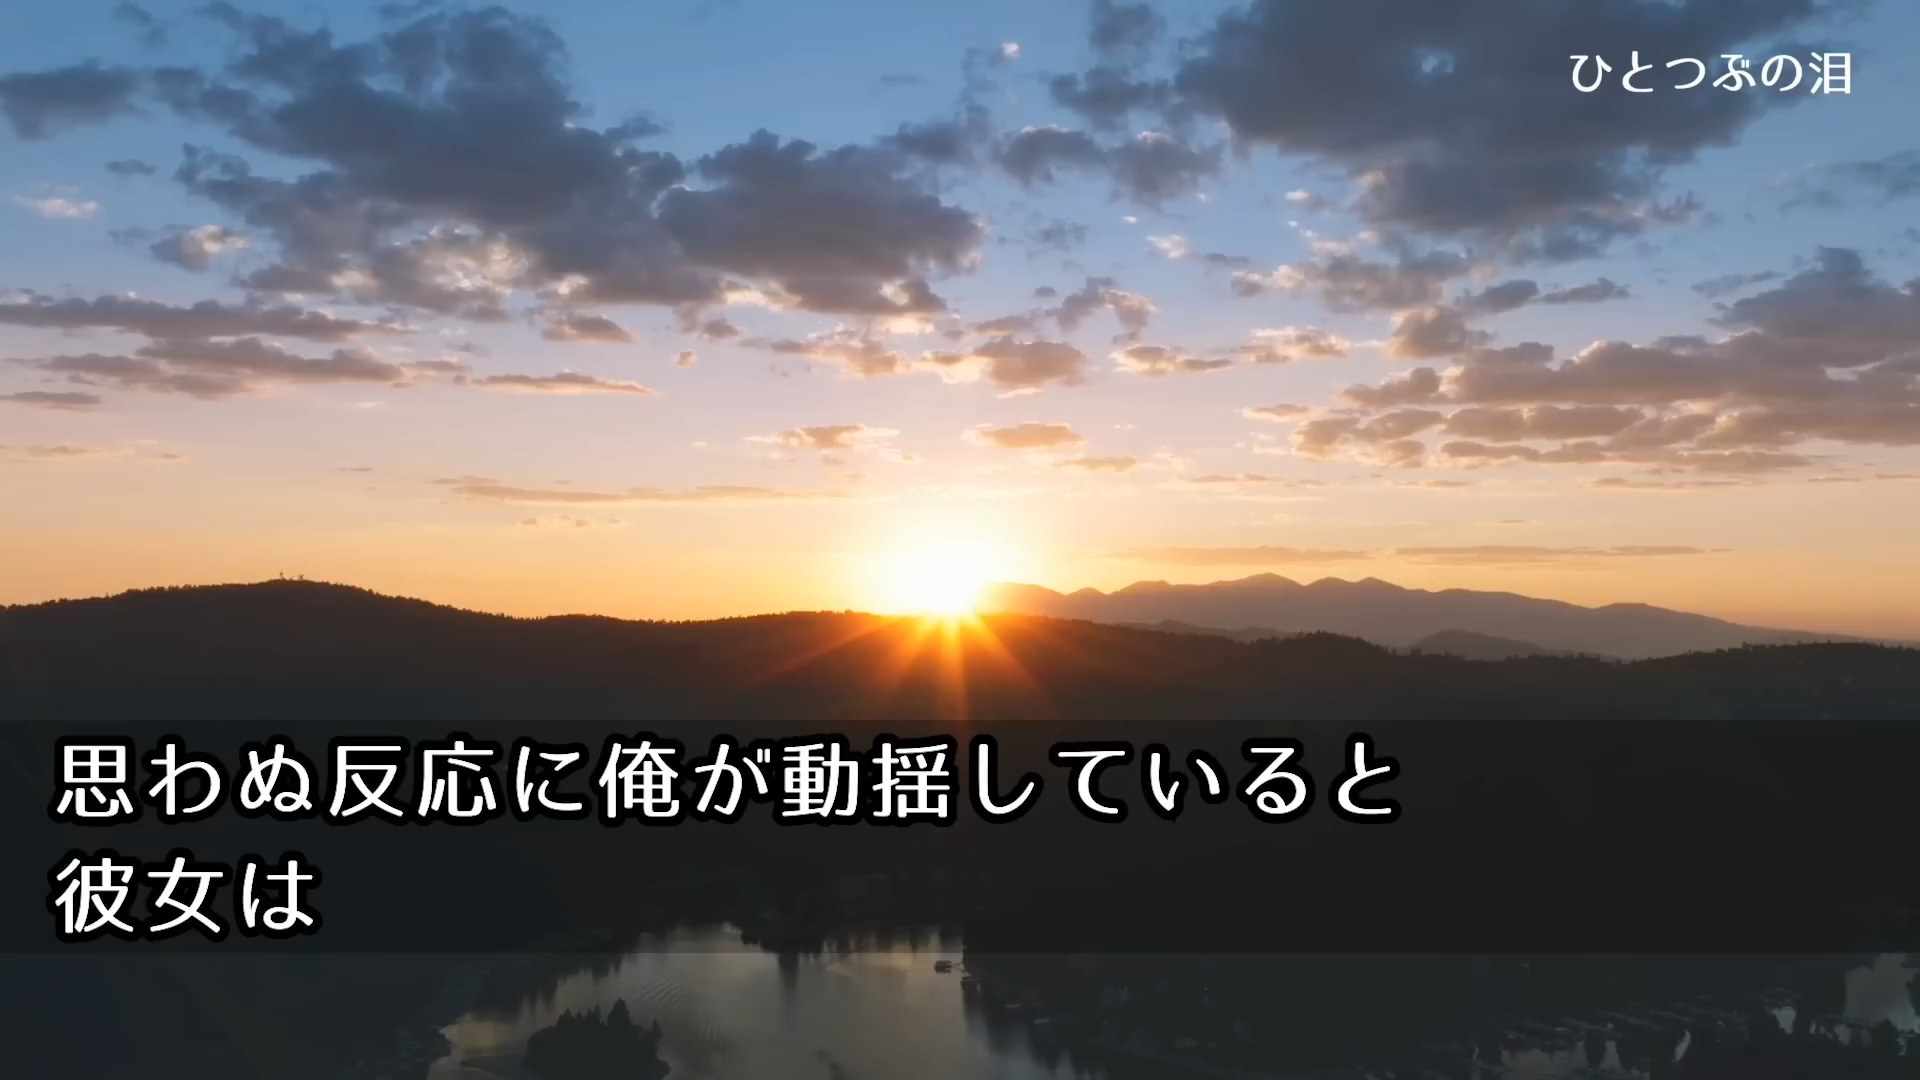 ひとつぶの泪
思わぬ反応に俺が動揺していると
彼女は